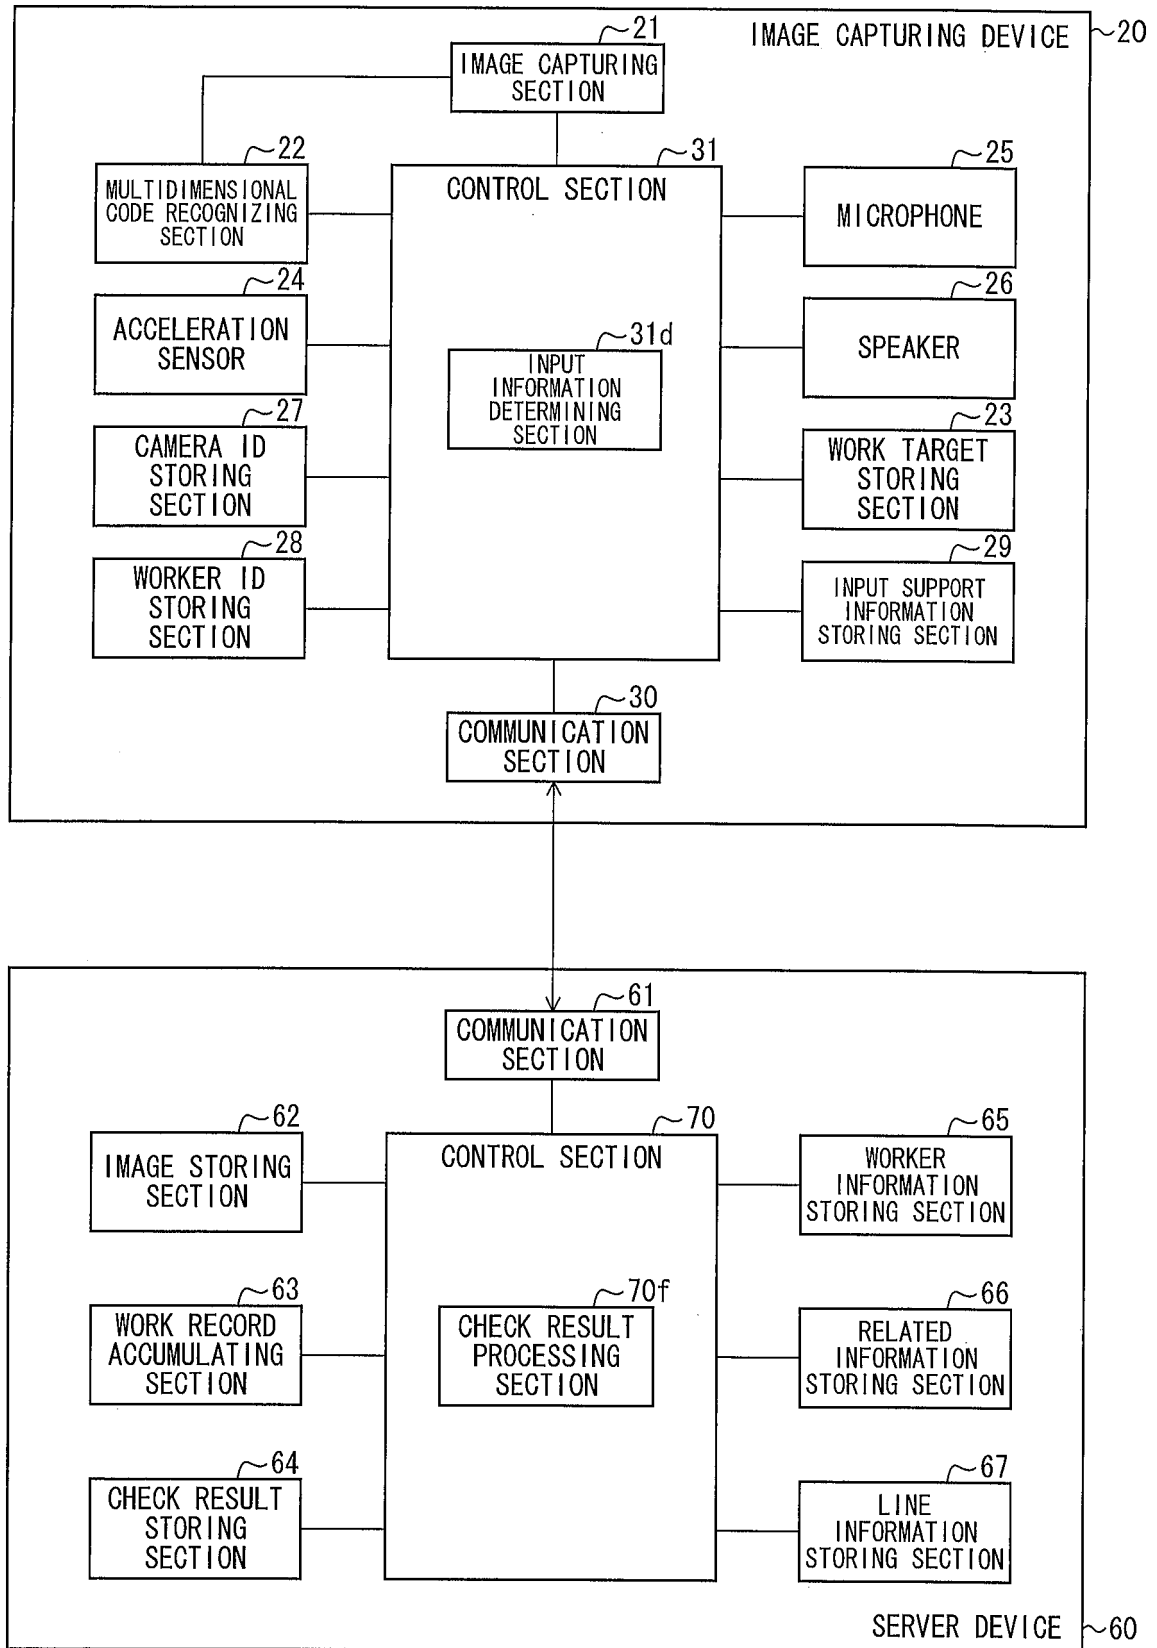 IMAGE CAPTURING DEVICE
20
21
IMAGE CAPTURING
SECTION
22
MULTIDIMENSIONAL
CODE RECOGNIZING
SECTION
31
CONTROL SECTION
25
MICROPHONE
24
ACCELERATION
SENSOR
31d
INPUT
INFORMATION
DETERMINING
SECTION
26
SPEAKER
27
CAMERA ID
STORING
SECTION
23
WORK TARGET
STORING
SECTION
28
WORKER ID
STORING
SECTION
29
INPUT SUPPORT
INFORMATION
STORING SECTION
30
COMMUNICATION
SECTION
61
COMMUNICATION
SECTION
62
IMAGE STORING
SECTION
70
CONTROL SECTION
65
WORKER
INFORMATION
STORING SECTION
63
WORK RECORD
ACCUMULATING
SECTION
70f
CHECK RESULT
PROCESSING
SECTION
66
RELATED
INFORMATION
STORING SECTION
64
CHECK RESULT
STORING
SECTION
67
LINE
INFORMATION
STORING SECTION
SERVER DEVICE
60